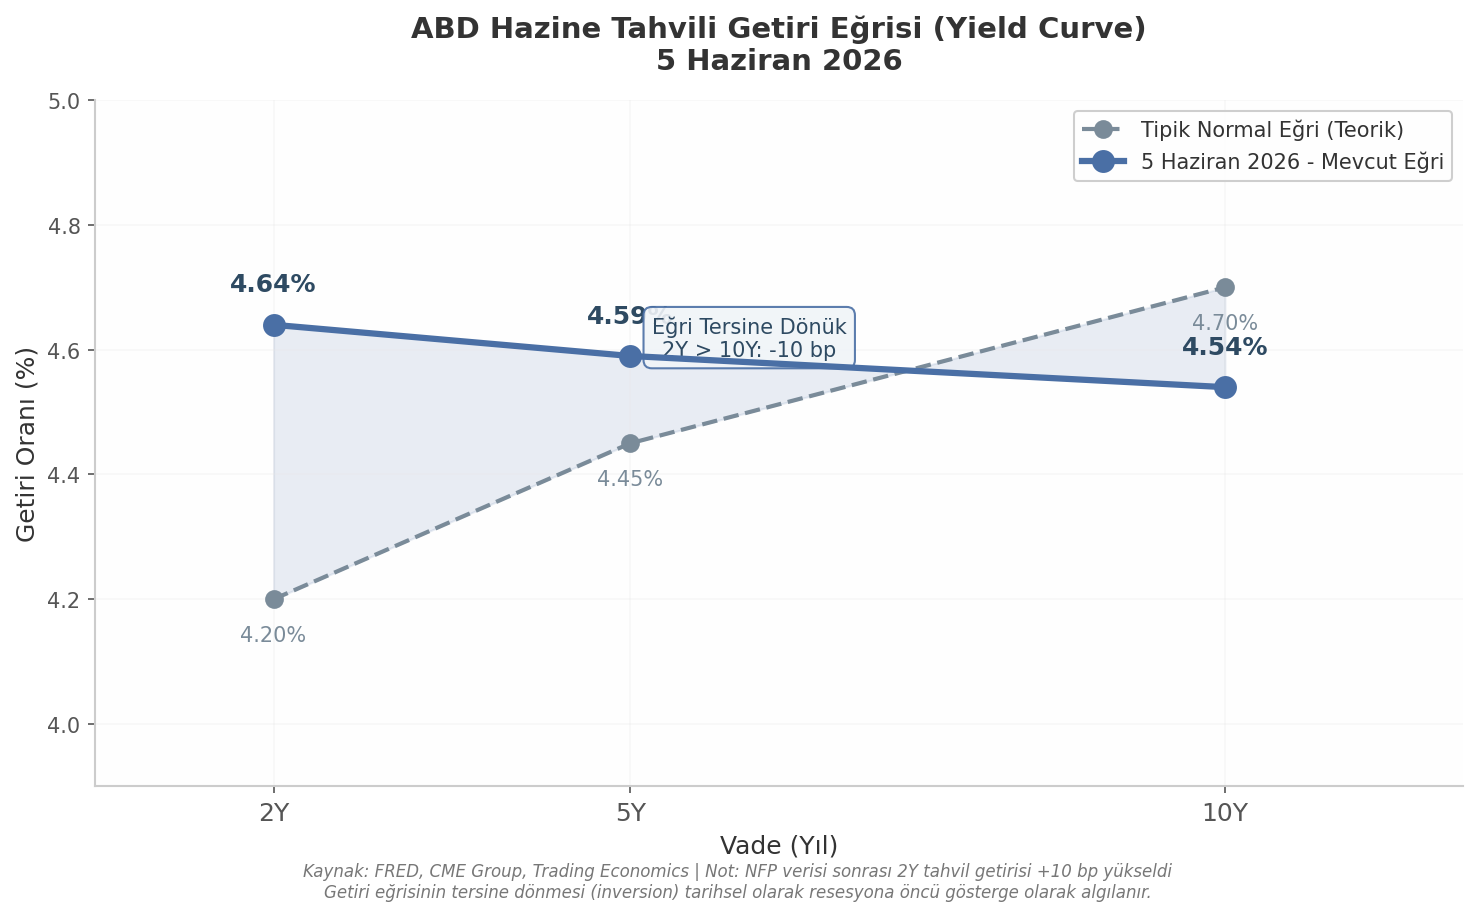 ABD Hazine Tahvili Getiri Eğrisi (Yield Curve)
5 Haziran 2026
Tipik Normal Eğri (Teorik)
5 Haziran 2026 - Mevcut Eğri
Getiri Oranı (%)
5.0
4.8
4.6
4.4
4.2
4.0
4.64%
4.59%
Eğri Tersine Dönük
2Y > 10Y: -10 bp
4.70%
4.54%
4.45%
4.20%
2Y
5Y
10Y
Vade (Yıl)
Kaynak: FRED, CME Group, Trading Economics | Not: NFP verisi sonrası 2Y tahvil getirisi +10 bp yükseldi
Getiri eğrisinin tersine dönmesi (inversion) tarihsel olarak resesyona öncü gösterge olarak algılanır.